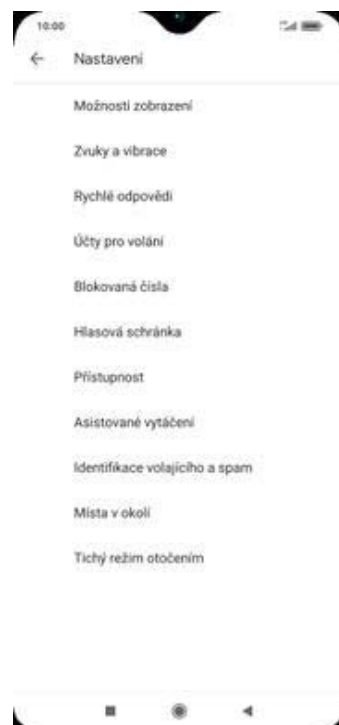 10:00
Nastavení
Možnosti zobrazení
Zvuky a vibrace
Rychlé odpovědi
Účty pro volání
Blokovaná čísla
Hlasová schránka
Přístupnost
Asistované vytáčení
Identifikace volajícího a spam
Místa v okolí
Tichý režim otočením